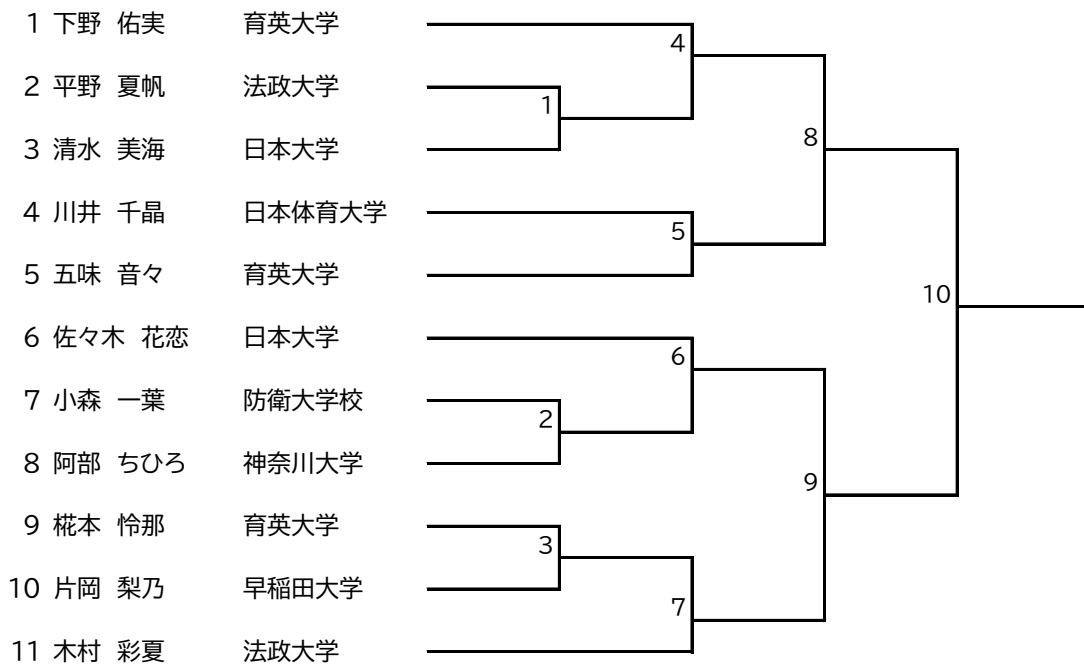 1 下野 佑実 育英大学
4
2 平野 夏帆 法政大学
1
8
3 清水 美海 日本大学
4 川井 千晶 日本体育大学
5
5 五味 音々 育英大学
10
6 佐々木 花恋 日本大学
6
7 小森 一葉 防衛大学校
2
8 阿部 ちひろ 神奈川大学
9
9 椛本 怜那 育英大学
3
10 片岡 梨乃 早稲田大学
7
11 木村 彩夏 法政大学